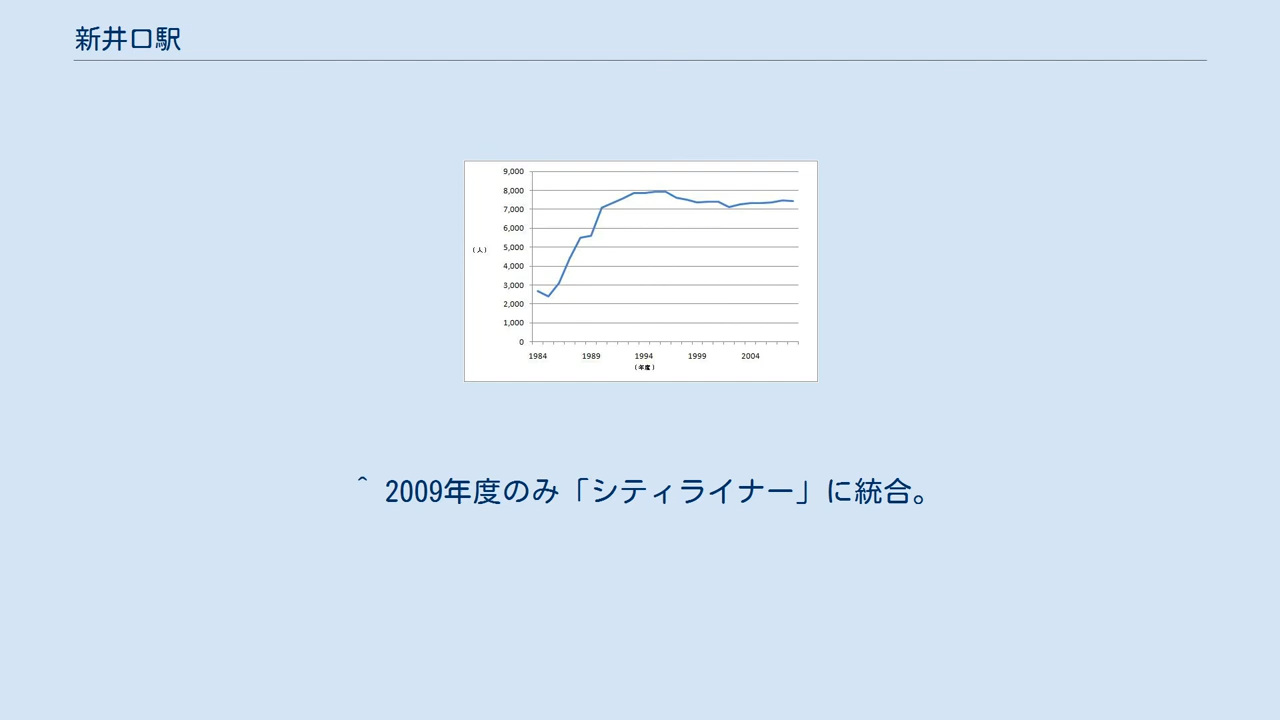 新井口駅
9,000
8,000
7,000
6,000
（人） 5,000
4,000
3,000
2,000
1,000
0
1984 1989 1994 1999 2004
（年度）
^ 2009年度のみ「シティライナー」に統合。